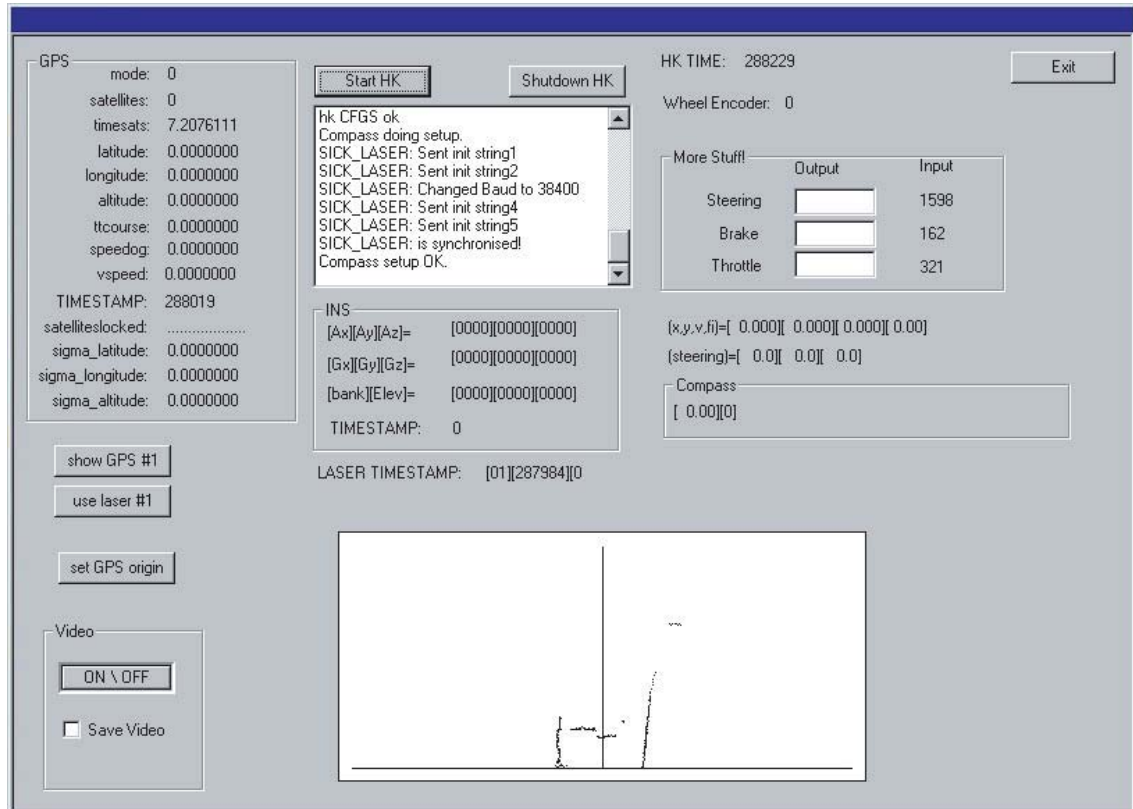 GPS
mode: 0
satellites: 0
timesats: 7.2076111
latitude: 0.0000000
longitude: 0.0000000
altitude: 0.0000000
ttcourse: 0.0000000
speedog: 0.0000000
vspeed: 0.0000000
TIMESTAMP: 288019
satelliteslocked: ...................
sigma_latitude: 0.0000000
sigma_longitude: 0.0000000
sigma_altitude: 0.0000000
show GPS #1
use laser #1
set GPS origin
Video
ON \ OFF
Save Video
Start HK
Shutdown HK
hk CFGS ok
Compass doing setup.
SICK_LASER: Sent init string1
SICK_LASER: Sent init string2
SICK_LASER: Changed Baud to 38400
SICK_LASER: Sent init string4
SICK_LASER: Sent init string5
SICK_LASER: is synchronised!
Compass setup OK.
INS
[Ax][Ay][Az]= [0000][0000][0000]
[Gx][Gy][Gz]= [0000][0000][0000]
[bank][Elev]= [0000][0000][0000]
TIMESTAMP: 0
LASER TIMESTAMP: [01][287984][0
HK TIME: 288229
Exit
Wheel Encoder: 0
More Stuff!
Output Input
Steering 1598
Brake 162
Throttle 321
(x,y,v,fi)=[ 0.000][ 0.000][ 0.000][ 0.00]
(steering)=[ 0.0][ 0.0][ 0.0]
Compass
[ 0.00][0]